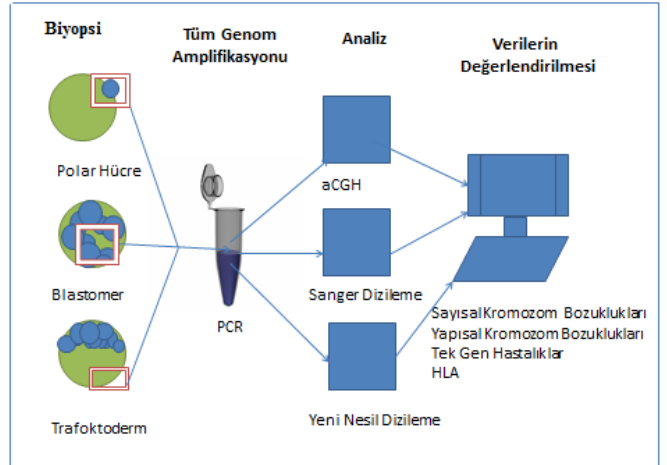 Biyopsi
Tüm Genom
Amplifikasyonu
Analiz
Verilerin
Değerlendirilmesi
Polar Hücre
Blastomer
Trafoktoderm
PCR
aCGH
Sanger Dizileme
Yeni Nesil Dizileme
Sayısal Kromozom Bozuklukları
Yapısal Kromozom Bozuklukları
Tek Gen Hastalıklar
HLA